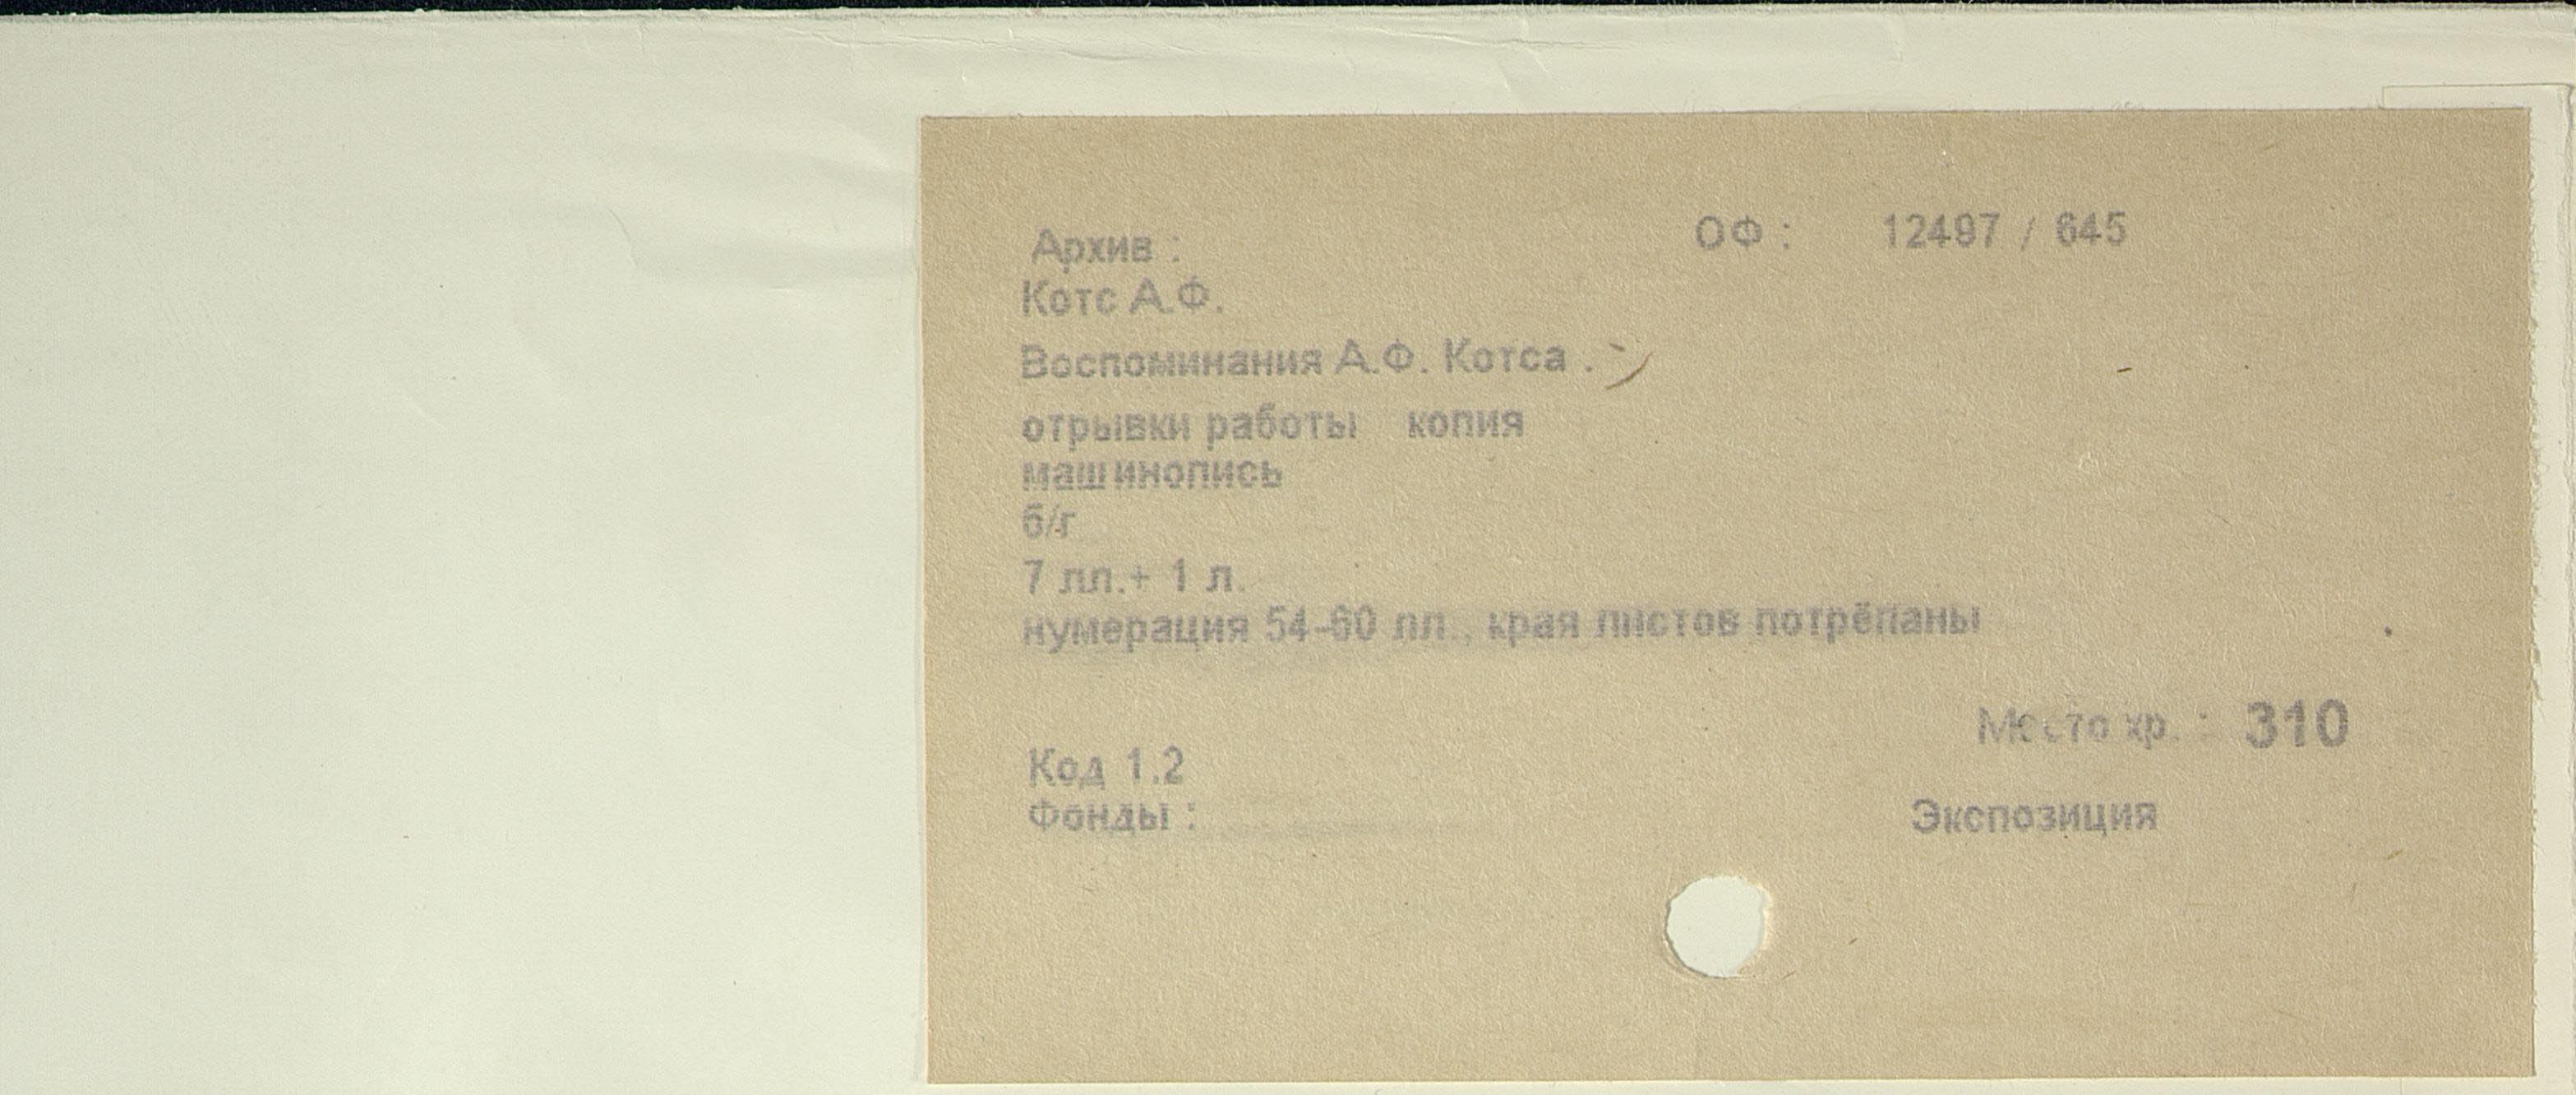 Архив : ОФ : 12497 / 645
Котс А.Ф.
Воспоминания А.Ф. Котса .
отрывки работы копия
машинопись
б/г
7 лл.+ 1 л.
нумерация 54-60 лл., края листов потрёпаны
Место хр. : 310
Код 1.2
Фонды : Экспозиция